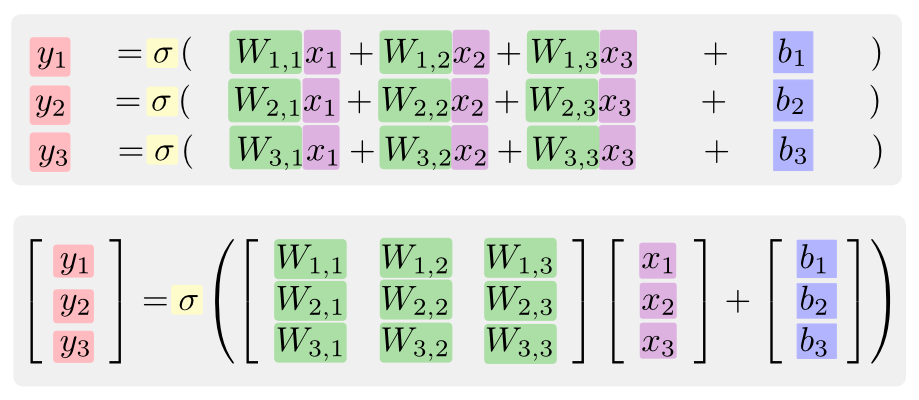 y₁ = σ( W₁,₁x₁ + W₁,₂x₂ + W₁,₃x₃ + b₁ )
y₂ = σ( W₂,₁x₁ + W₂,₂x₂ + W₂,₃x₃ + b₂ )
y₃ = σ( W₃,₁x₁ + W₃,₂x₂ + W₃,₃x₃ + b₃ )
[ y₁ ] [ W₁,₁ W₁,₂ W₁,₃ ] [ x₁ ] [ b₁ ]
[ y₂ ] = σ ( [ W₂,₁ W₂,₂ W₂,₃ ] [ x₂ ] + [ b₂ ] )
[ y₃ ] [ W₃,₁ W₃,₂ W₃,₃ ] [ x₃ ] [ b₃ ]